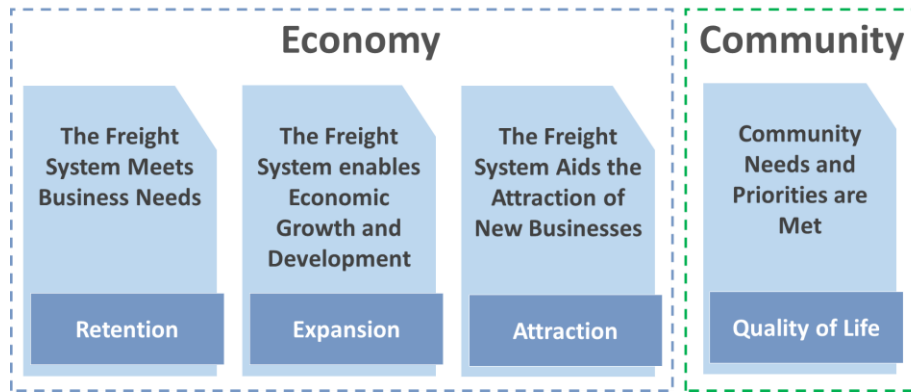 Economy
The Freight
System Meets
Business Needs
Retention
The Freight
System enables
Economic
Growth and
Development
Expansion
The Freight
System Aids the
Attraction of
New Businesses
Attraction
Community
Community
Needs and
Priorities are
Met
Quality of Life